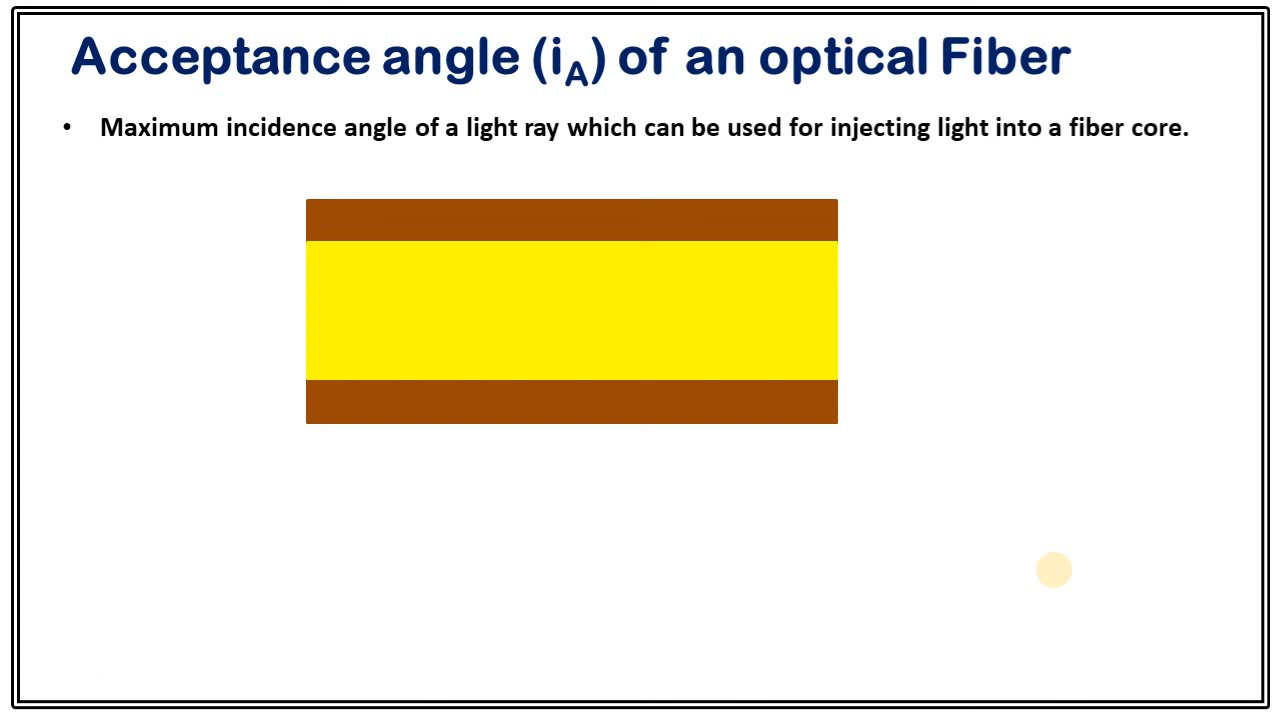 Acceptance angle (iA) of an optical Fiber
• Maximum incidence angle of a light ray which can be used for injecting light into a fiber core.